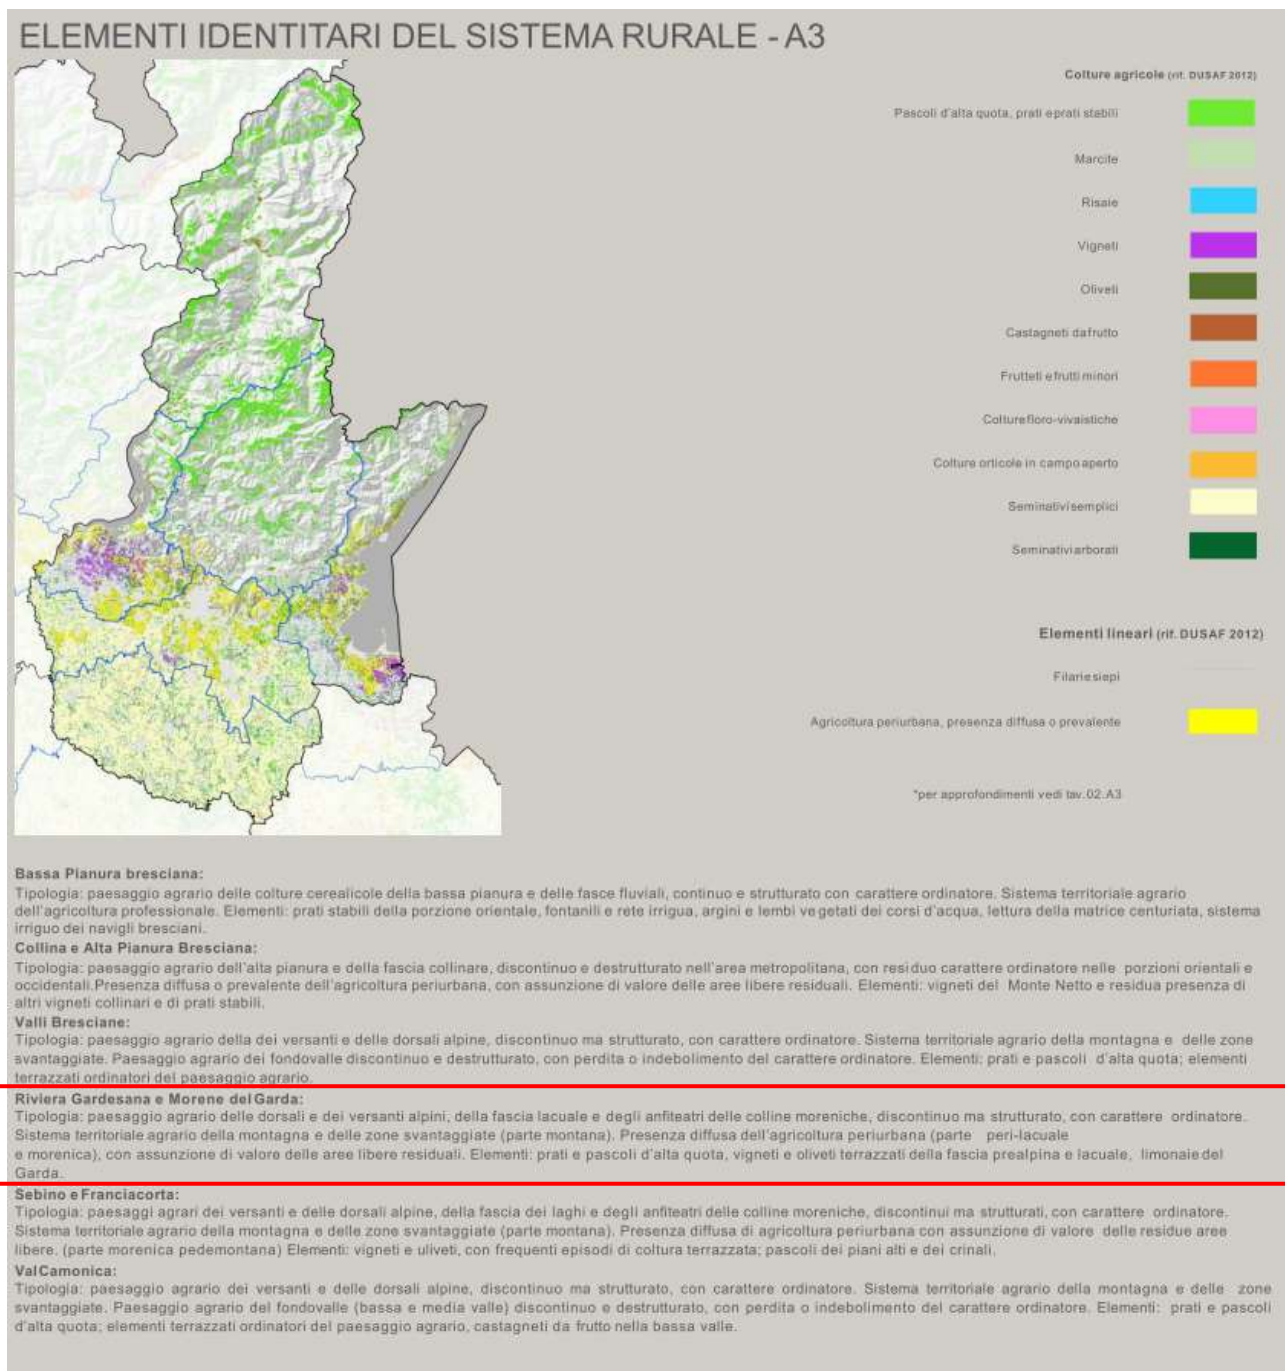 ELEMENTI IDENTITARI DEL SISTEMA RURALE - A3
Colture agricole (rif. DUSAF 2012)
Pascoli d'alta quota, prati e prati stabili
Marcite
Risaie
Vigneti
Oliveti
Castagneti da frutto
Frutteti e frutti minori
Colture floro-vivaistiche
Colture orticole in campo aperto
Seminativi semplici
Seminativi arborati
Elementi lineari (rif. DUSAF 2012)
Filari e siepi
Agricoltura periurbana, presenza diffusa o prevalente
*per approfondimenti vedi tav.02.A3
Bassa Pianura bresciana:
Tipologia: paesaggio agrario delle colture cerealicole della bassa pianura e delle fasce fluviali, continuo e strutturato con carattere ordinatore. Sistema territoriale agrario
dell'agricoltura professionale. Elementi: prati stabili della porzione orientale, fontanili e rete irrigua, argini e lembi vegetati dei corsi d'acqua, lettura della matrice centuriata, sistema
irriguo dei navigli bresciani.
Collina e Alta Pianura Bresciana:
Tipologia: paesaggio agrario dell'alta pianura e della fascia collinare, discontinuo e destrutturato nell'area metropolitana, con residuo carattere ordinatore nelle porzioni orientali e
occidentali.Presenza diffusa o prevalente dell'agricoltura periurbana, con assunzione di valore delle aree libere residuali. Elementi: vigneti del Monte Netto e residua presenza di
altri vigneti collinari e di prati stabili.
Valli Bresciane:
Tipologia: paesaggio agrario della dei versanti e delle dorsali alpine, discontinuo ma strutturato, con carattere ordinatore. Sistema territoriale agrario della montagna e delle zone
svantaggiate. Paesaggio agrario dei fondovalle discontinuo e destrutturato, con perdita o indebolimento del carattere ordinatore. Elementi: prati e pascoli d'alta quota; elementi
terrazzati ordinatori del paesaggio agrario.
Riviera Gardesana e Morene del Garda:
Tipologia: paesaggio agrario delle dorsali e dei versanti alpini, della fascia lacuale e degli anfiteatri delle colline moreniche, discontinuo ma strutturato, con carattere ordinatore.
Sistema territoriale agrario della montagna e delle zone svantaggiate (parte montana). Presenza diffusa dell'agricoltura periurbana (parte peri-lacuale
e morenica), con assunzione di valore delle aree libere residuali. Elementi: prati e pascoli d'alta quota, vigneti e oliveti terrazzati della fascia prealpina e lacuale, limonaie del
Garda.
Sebino e Franciacorta:
Tipologia: paesaggi agrari dei versanti e delle dorsali alpine, della fascia dei laghi e degli anfiteatri delle colline moreniche, discontinui ma strutturati, con carattere ordinatore.
Sistema territoriale agrario della montagna e delle zone svantaggiate (parte montana). Presenza diffusa di agricoltura periurbana con assunzione di valore delle residue aree
libere. (parte morenica pedemontana) Elementi: vigneti e uliveti, con frequenti episodi di coltura terrazzata; pascoli dei piani alti e dei crinali.
Val Camonica:
Tipologia: paesaggio agrario dei versanti e delle dorsali alpine, discontinuo ma strutturato, con carattere ordinatore. Sistema territoriale agrario della montagna e delle zone
svantaggiate. Paesaggio agrario del fondovalle (bassa e media valle) discontinuo e destrutturato, con perdita o indebolimento del carattere ordinatore. Elementi: prati e pascoli
d'alta quota; elementi terrazzati ordinatori del paesaggio agrario, castagneti da frutto nella bassa valle.